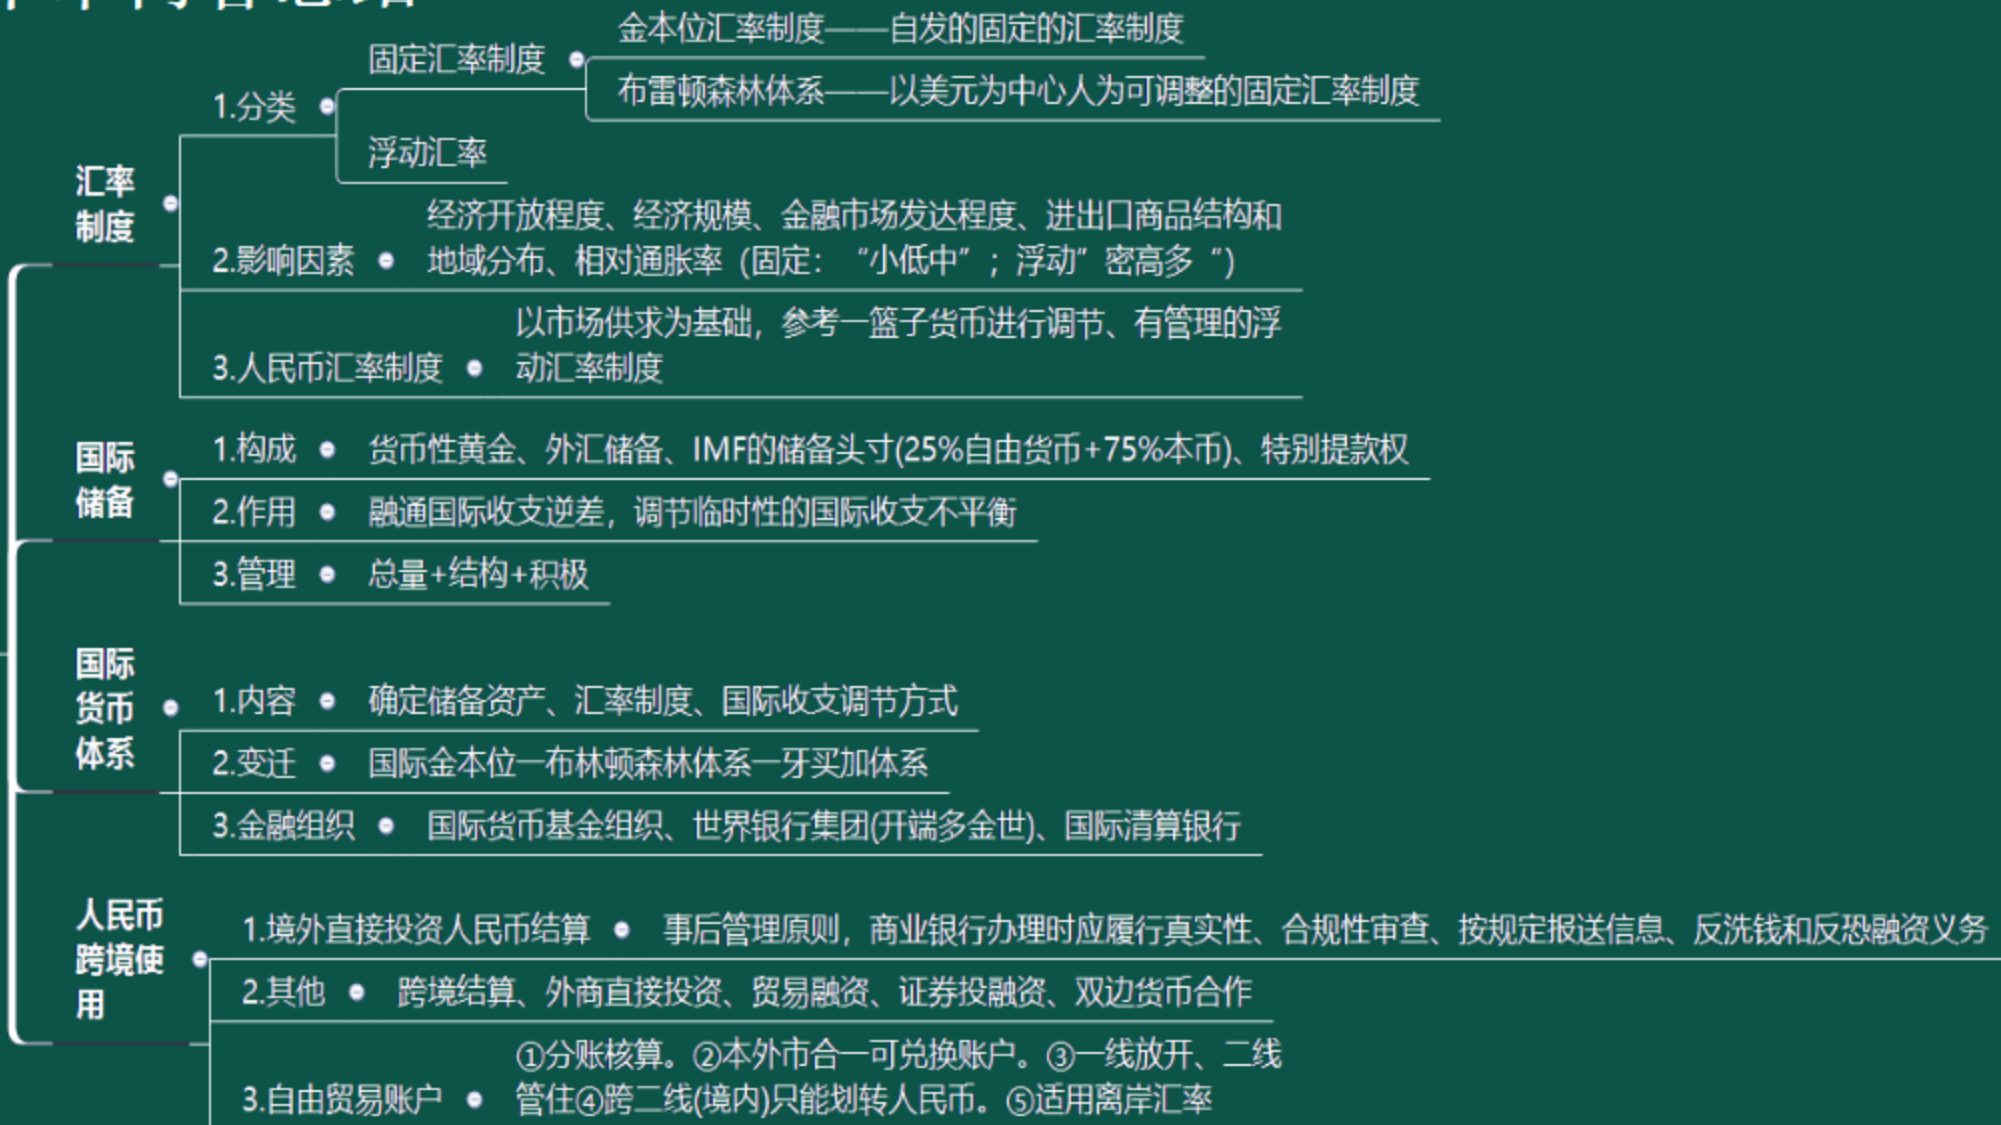 固定汇率制度
金本位汇率制度——自发的固定的汇率制度
布雷顿森林体系——以美元为中心人为可调整的固定汇率制度
1.分类
浮动汇率
汇率
制度
2.影响因素
经济开放程度、经济规模、金融市场发达程度、进出口商品结构和
地域分布、相对通胀率（固定：“小低中”；浮动”密高多“）
3.人民币汇率制度
以市场供求为基础，参考一篮子货币进行调节、有管理的浮
动汇率制度
国际
储备
1.构成
货币性黄金、外汇储备、IMF的储备头寸(25%自由货币+75%本币)、特别提款权
2.作用
融通国际收支逆差，调节临时性的国际收支不平衡
3.管理
总量+结构+积极
国际
货币
体系
1.内容
确定储备资产、汇率制度、国际收支调节方式
2.变迁
国际金本位—布林顿森林体系—牙买加体系
3.金融组织
国际货币基金组织、世界银行集团(开端多金世)、国际清算银行
人民币
跨境使
用
1.境外直接投资人民币结算
事后管理原则，商业银行办理时应履行真实性、合规性审查、按规定报送信息、反洗钱和反恐融资义务
2.其他
跨境结算、外商直接投资、贸易融资、证券投融资、双边货币合作
3.自由贸易账户
①分账核算。②本外市合一可兑换账户。③一线放开、二线
管住④跨二线(境内)只能划转人民币。⑤适用离岸汇率